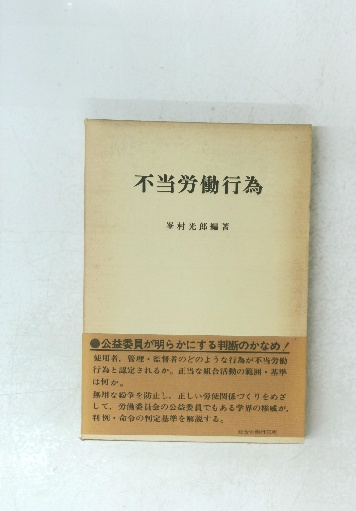 不当労働行為
峯村光郎編著
●公益委員が明らかにする判断のかなめ！
使用者、管理・監督者のどのような行為が不当労働
行為と認定されるか。正当な組合活動の範囲・基準
は何か。
無用な紛争を防止し、正しい労使関係づくりをめざ
して、労働委員会の公益委員でもある学界の権威が、
判例・命令の判定基準を解説する。